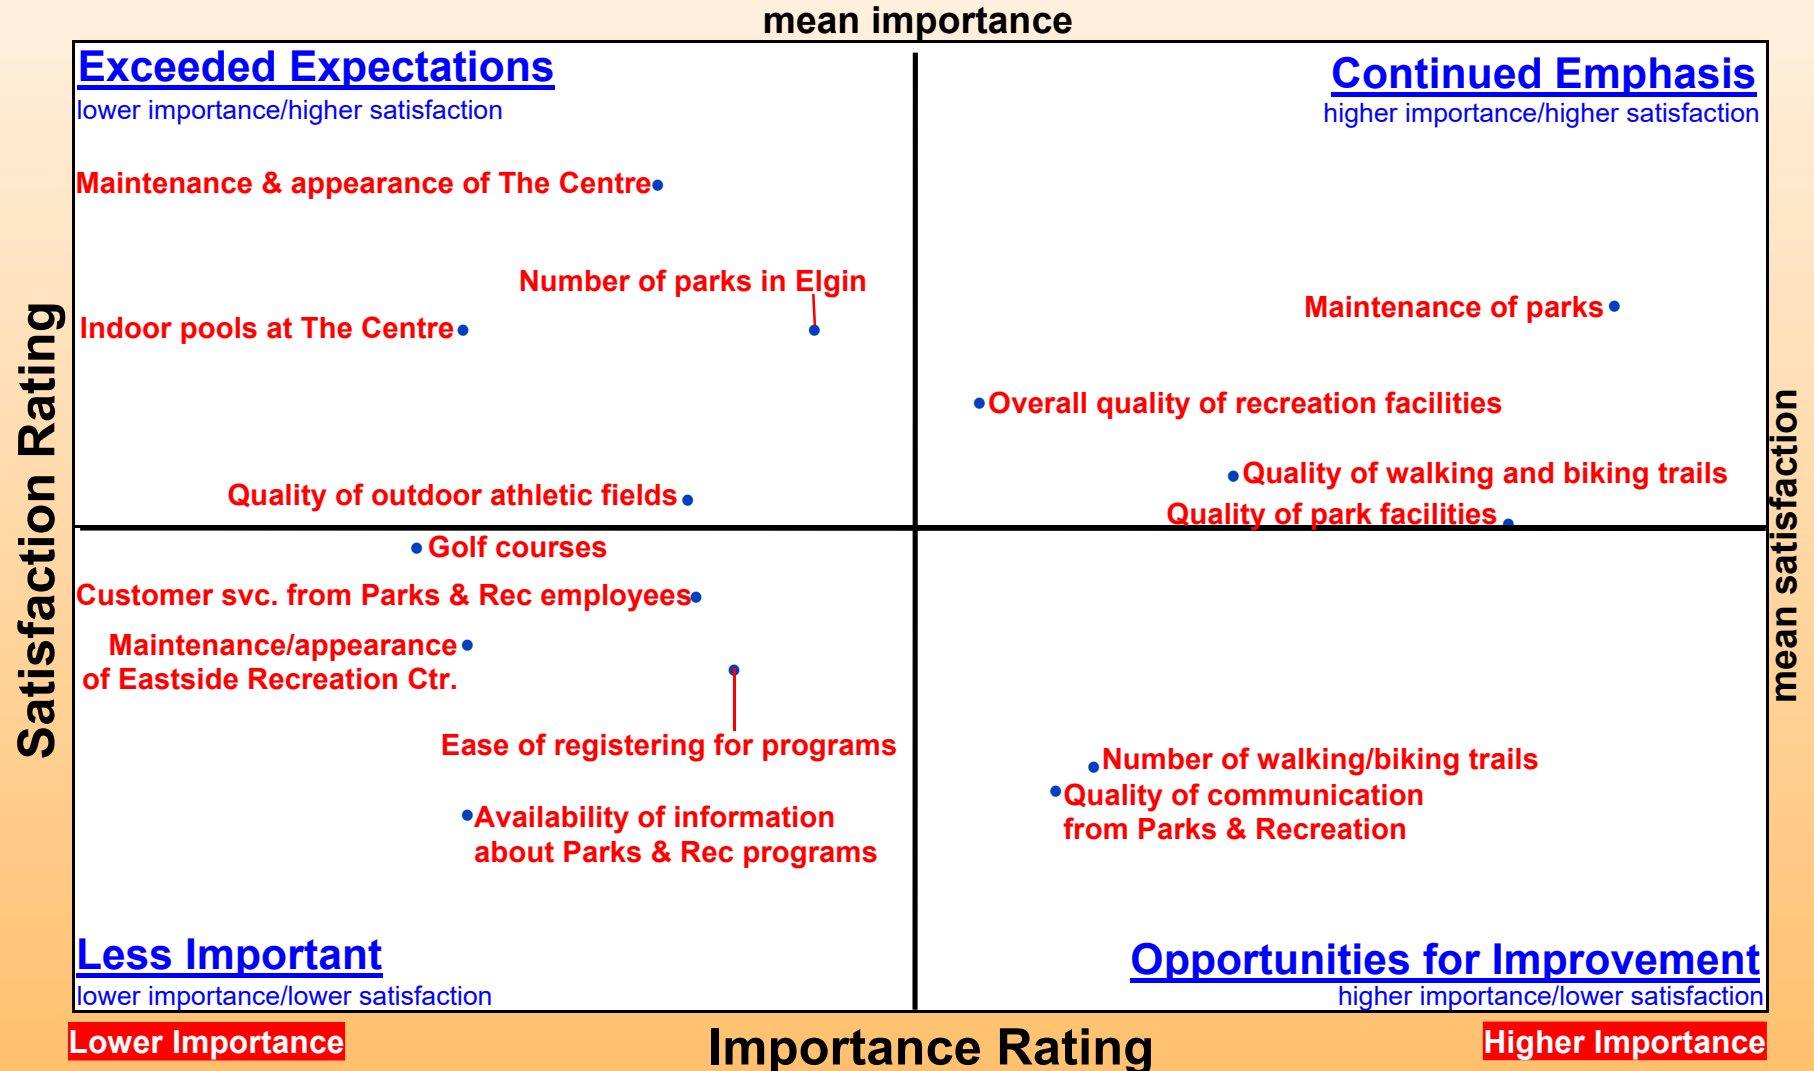 mean importance
Exceeded Expectations
lower importance/higher satisfaction
Continued Emphasis
higher importance/higher satisfaction
Maintenance & appearance of The Centre
Number of parks in Elgin
Indoor pools at The Centre
Maintenance of parks
Overall quality of recreation facilities
Quality of walking and biking trails
Quality of outdoor athletic fields
Quality of park facilities
Satisfaction Rating
mean satisfaction
Golf courses
Customer svc. from Parks & Rec employees
Maintenance/appearance
of Eastside Recreation Ctr.
Ease of registering for programs
Number of walking/biking trails
Quality of communication
from Parks & Recreation
Availability of information
about Parks & Rec programs
Less Important
lower importance/lower satisfaction
Opportunities for Improvement
higher importance/lower satisfaction
Lower Importance
Importance Rating
Higher Importance